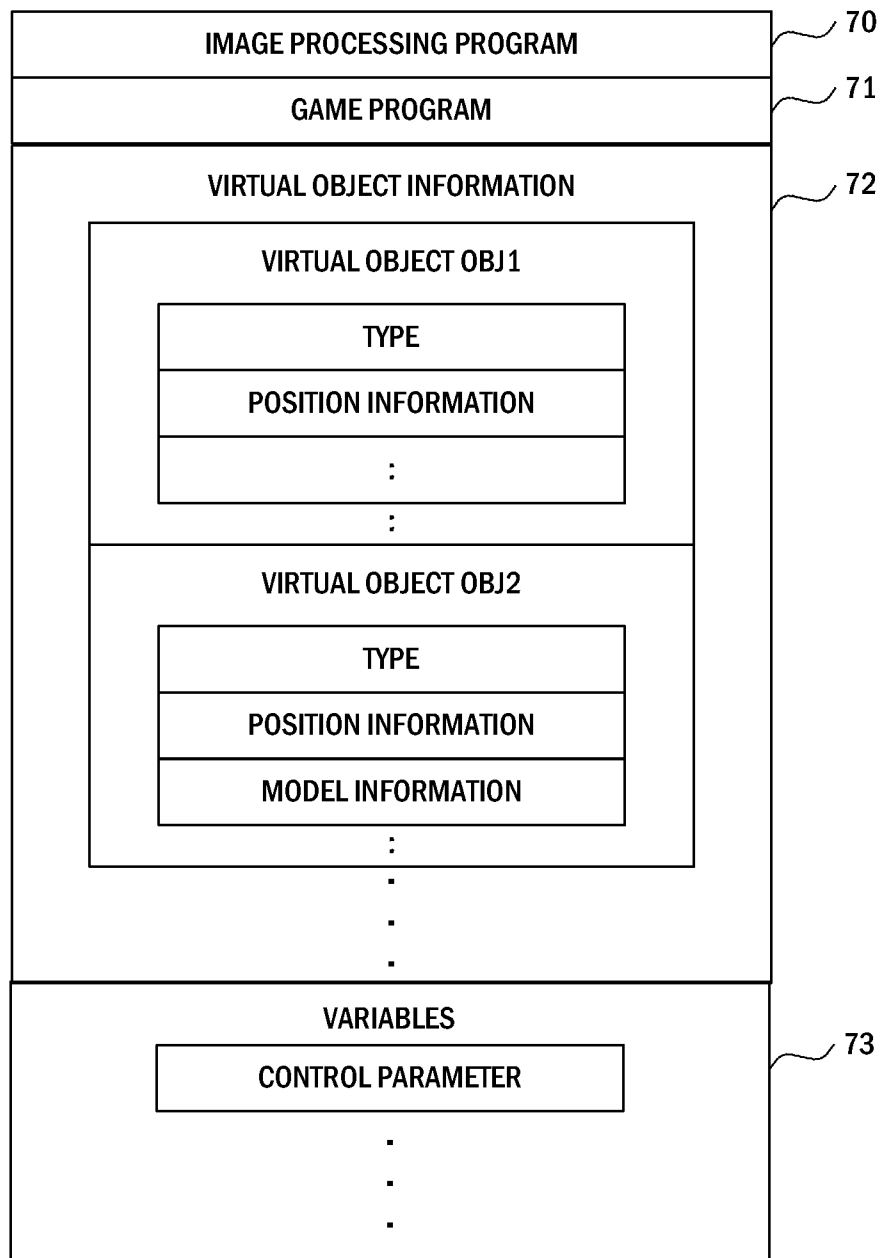 IMAGE PROCESSING PROGRAM
70
GAME PROGRAM
71
VIRTUAL OBJECT INFORMATION
72
VIRTUAL OBJECT OBJ1
TYPE
POSITION INFORMATION
:
:
VIRTUAL OBJECT OBJ2
TYPE
POSITION INFORMATION
MODEL INFORMATION
:
.
.
.
VARIABLES
73
CONTROL PARAMETER
.
.
.